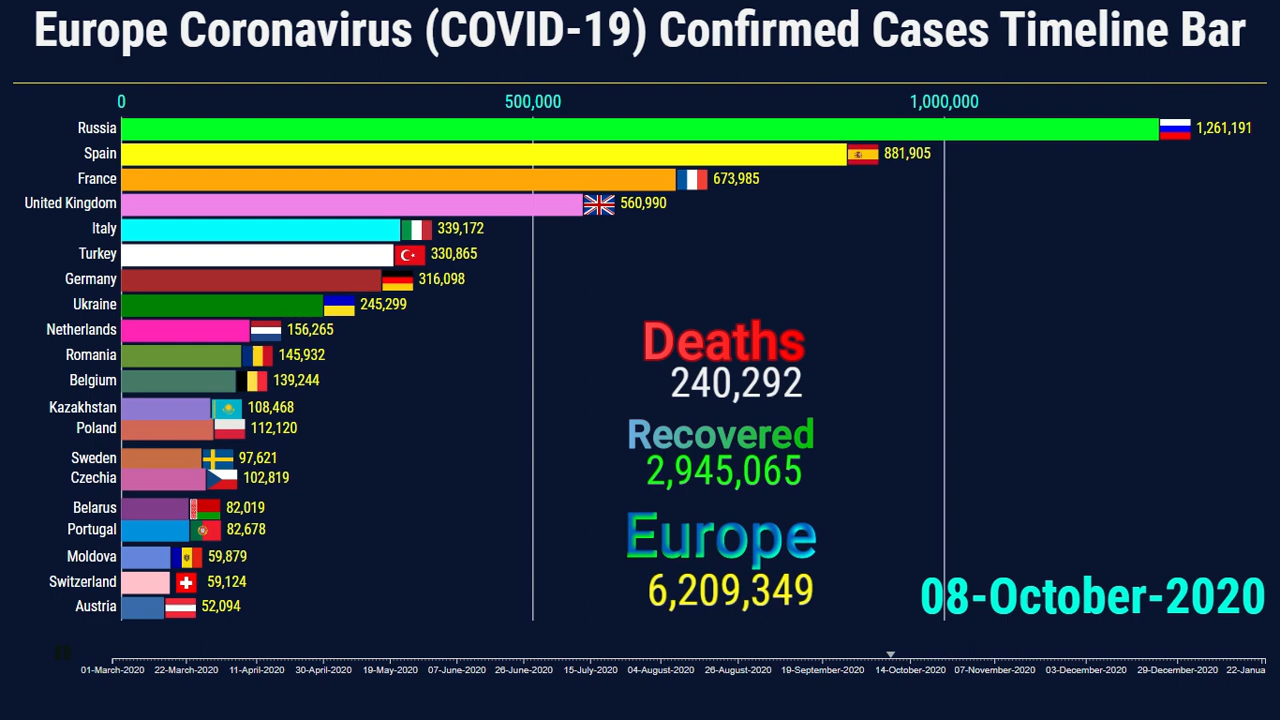 Europe Coronavirus (COVID-19) Confirmed Cases Timeline Bar
0 500,000 1,000,000
Russia 1,261,191
Spain 881,905
France 673,985
United Kingdom 560,990
Italy 339,172
Turkey 330,865
Germany 316,098
Ukraine 245,299
Netherlands 156,265
Romania 145,932
Belgium 139,244
Kazakhstan 108,468
Poland 112,120
Sweden 97,621
Czechia 102,819
Belarus 82,019
Portugal 82,678
Moldova 59,879
Switzerland 59,124
Austria 52,094
Deaths
240,292
Recovered
2,945,065
Europe
6,209,349
08-October-2020
01-March-2020 22-March-2020 11-April-2020 30-April-2020 19-May-2020 07-June-2020 26-June-2020 15-July-2020 04-August-2020 26-August-2020 19-September-2020 14-October-2020 07-November-2020 03-December-2020 29-December-2020 22-Janua